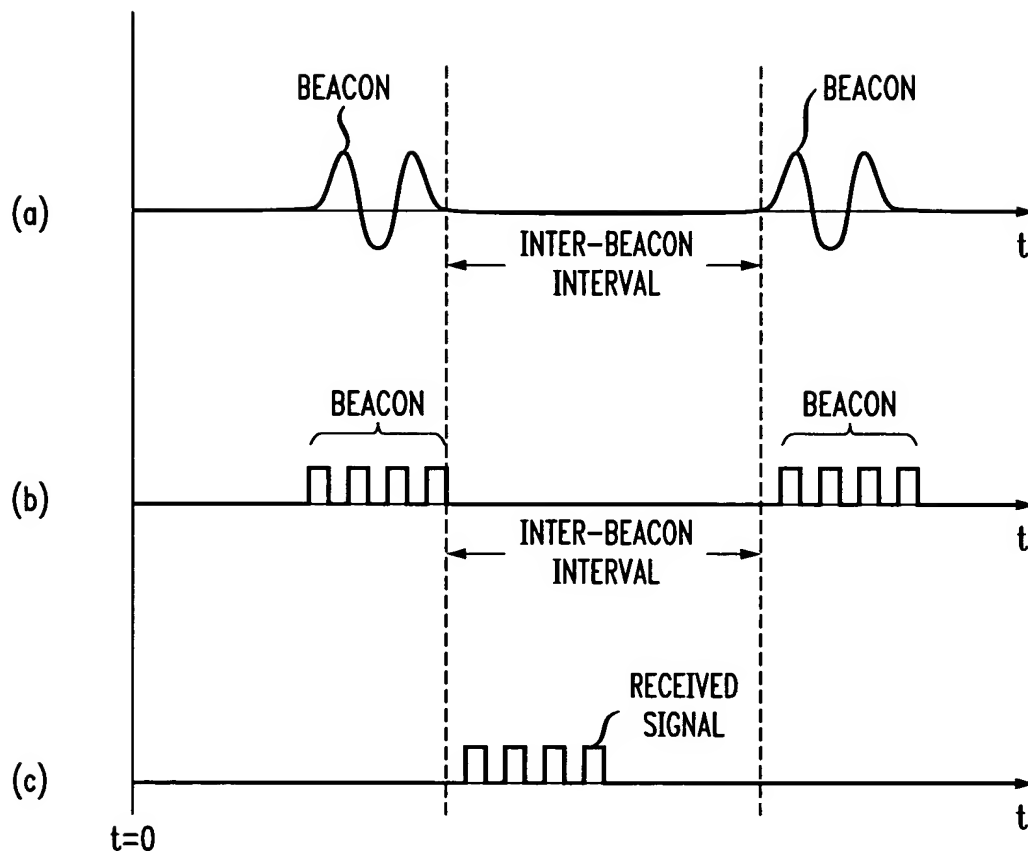 BEACON
BEACON
(a)
t
INTER-BEACON
INTERVAL
BEACON
BEACON
(b)
t
INTER-BEACON
INTERVAL
RECEIVED
SIGNAL
(c)
t
t=0